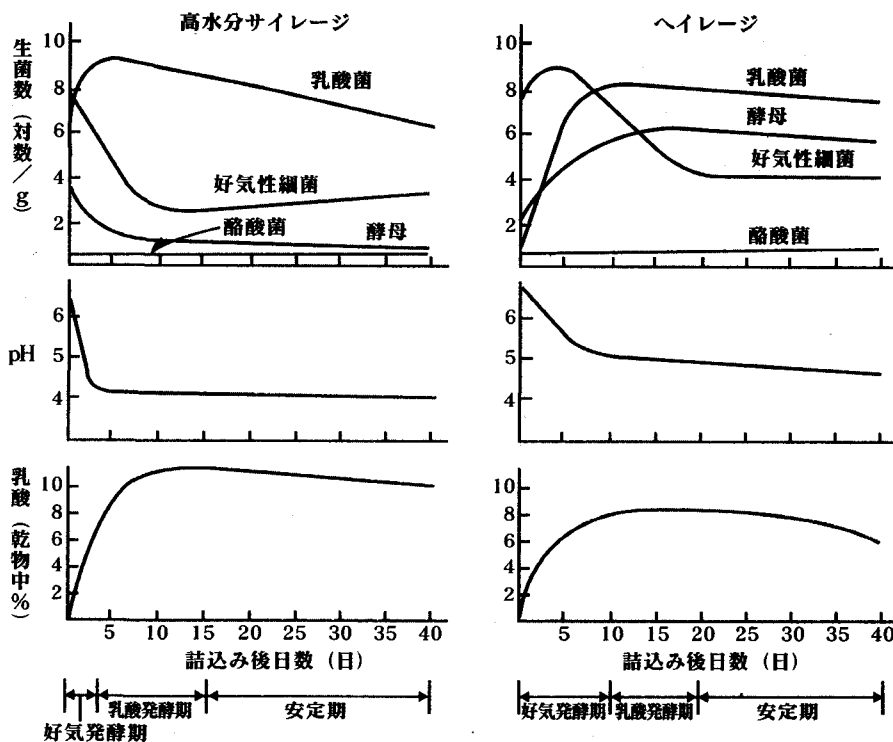 高水分サイレージ
生菌数（対数/g）
10
8
6
4
2
乳酸菌
好気性細菌
酪酸菌
酵母
pH
6
5
4
乳酸（乾物中%）
10
8
6
4
2
5 10 15 20 25 30 35 40
詰込み後日数（日）
乳酸発酵期
安定期
好気発酵期
ヘイレージ
10
8
6
4
2
乳酸菌
酵母
好気性細菌
酪酸菌
6
5
4
10
8
6
4
2
5 10 15 20 25 30 35 40
詰込み後日数（日）
好気発酵期
乳酸発酵期
安定期